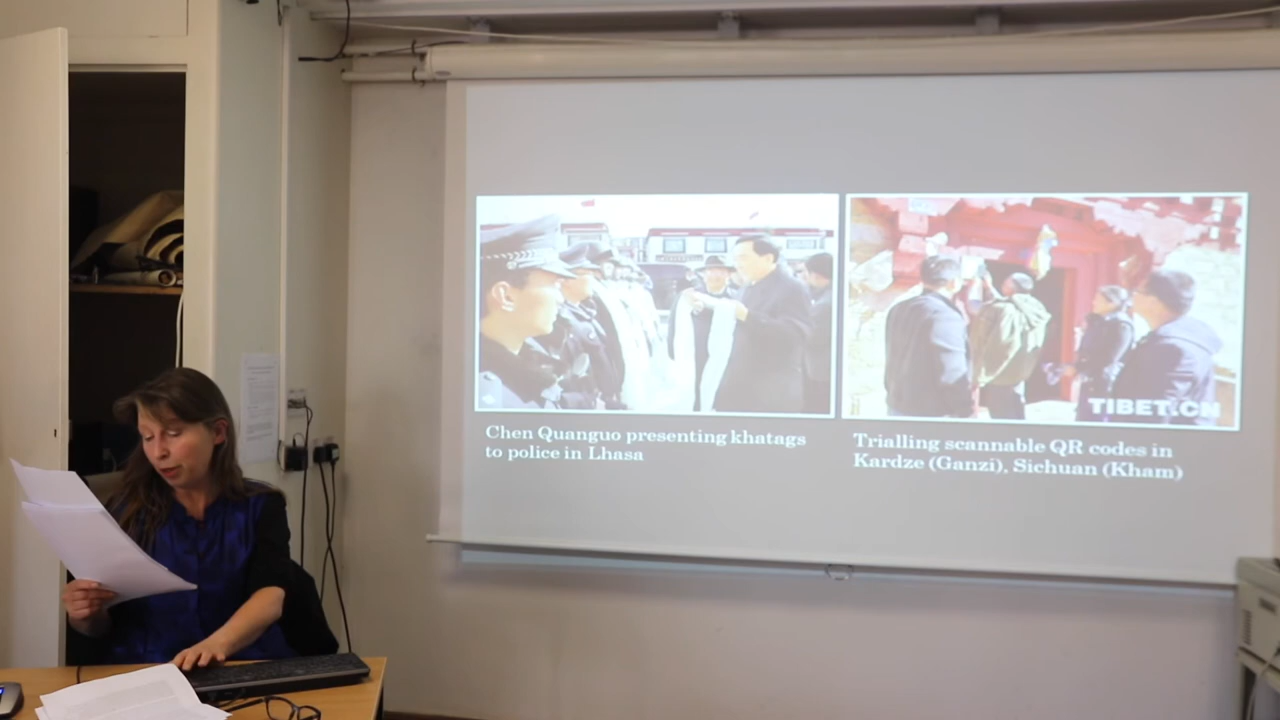 TIBET.CN
Chen Quanguo presenting khatags
to police in Lhasa
Trialling scannable QR codes in
Kardze (Ganzi), Sichuan (Kham)